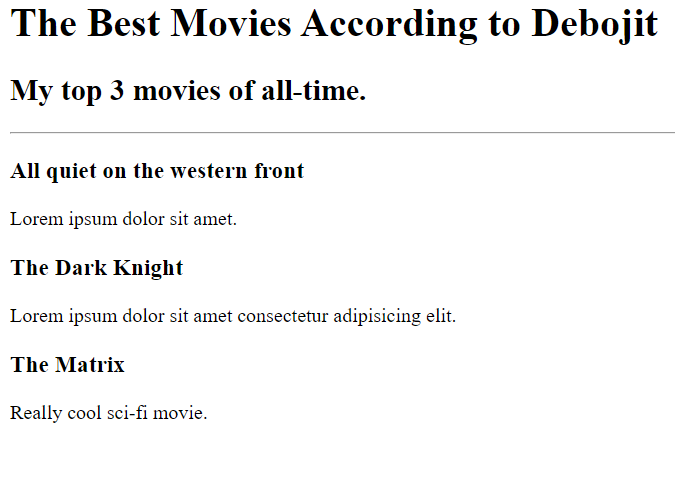 The Best Movies According to Debojit
My top 3 movies of all-time.
All quiet on the western front
Lorem ipsum dolor sit amet.
The Dark Knight
Lorem ipsum dolor sit amet consectetur adipisicing elit.
The Matrix
Really cool sci-fi movie.